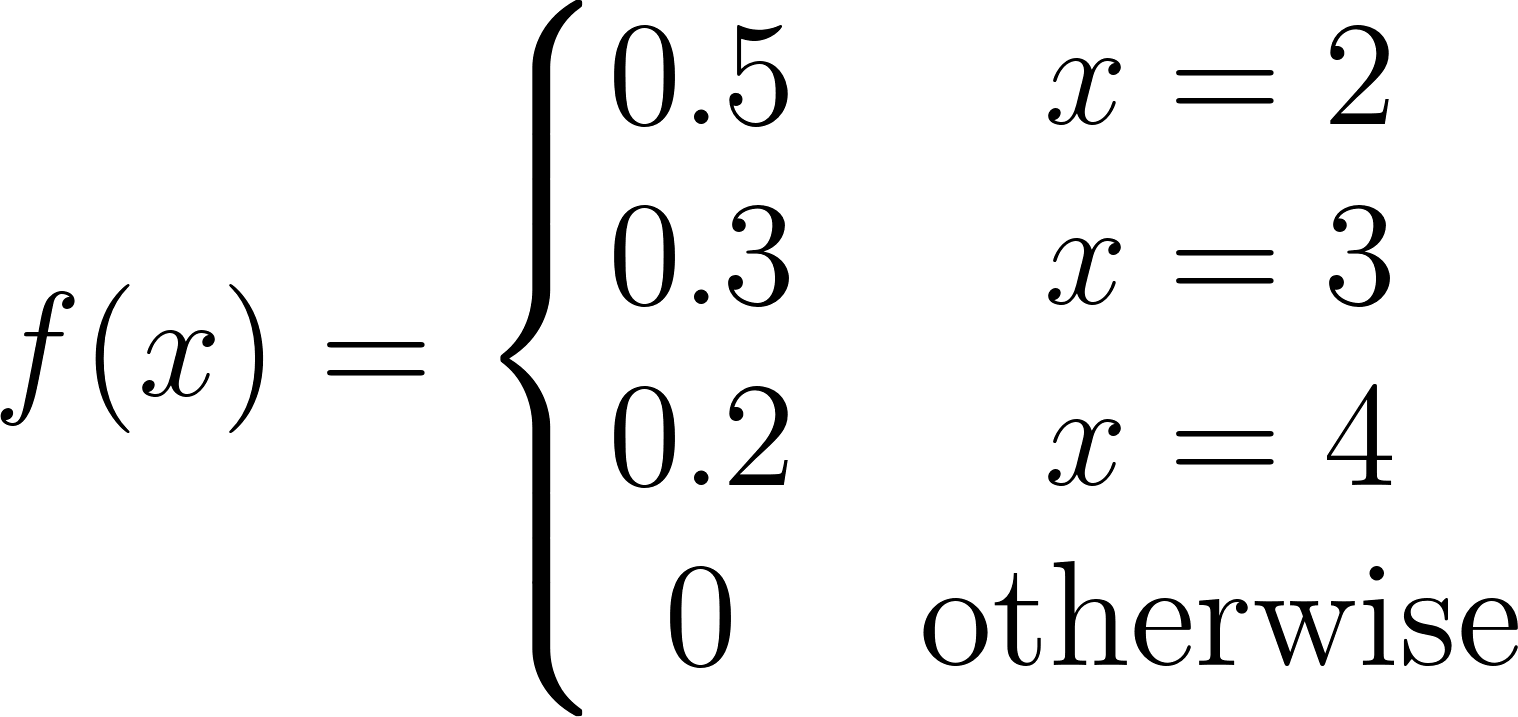 f(x) =
0.5 x = 2
0.3 x = 3
0.2 x = 4
0 otherwise